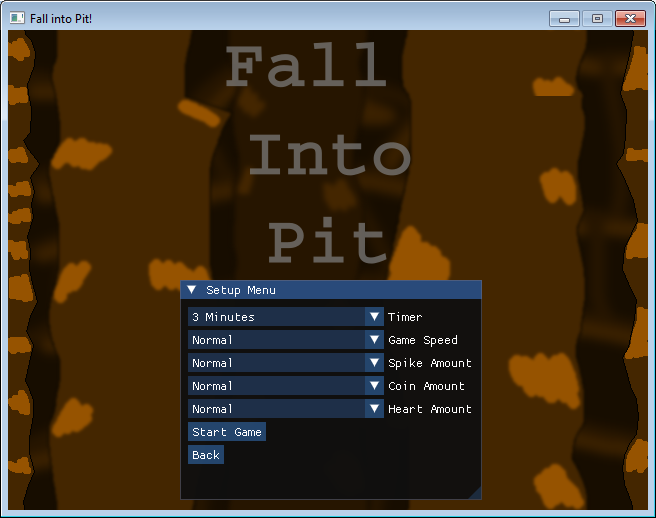 Fall into Pit!
Fall
Into
Pit
Setup Menu
3 Minutes Timer
Normal Game Speed
Normal Spike Amount
Normal Coin Amount
Normal Heart Amount
Start Game
Back